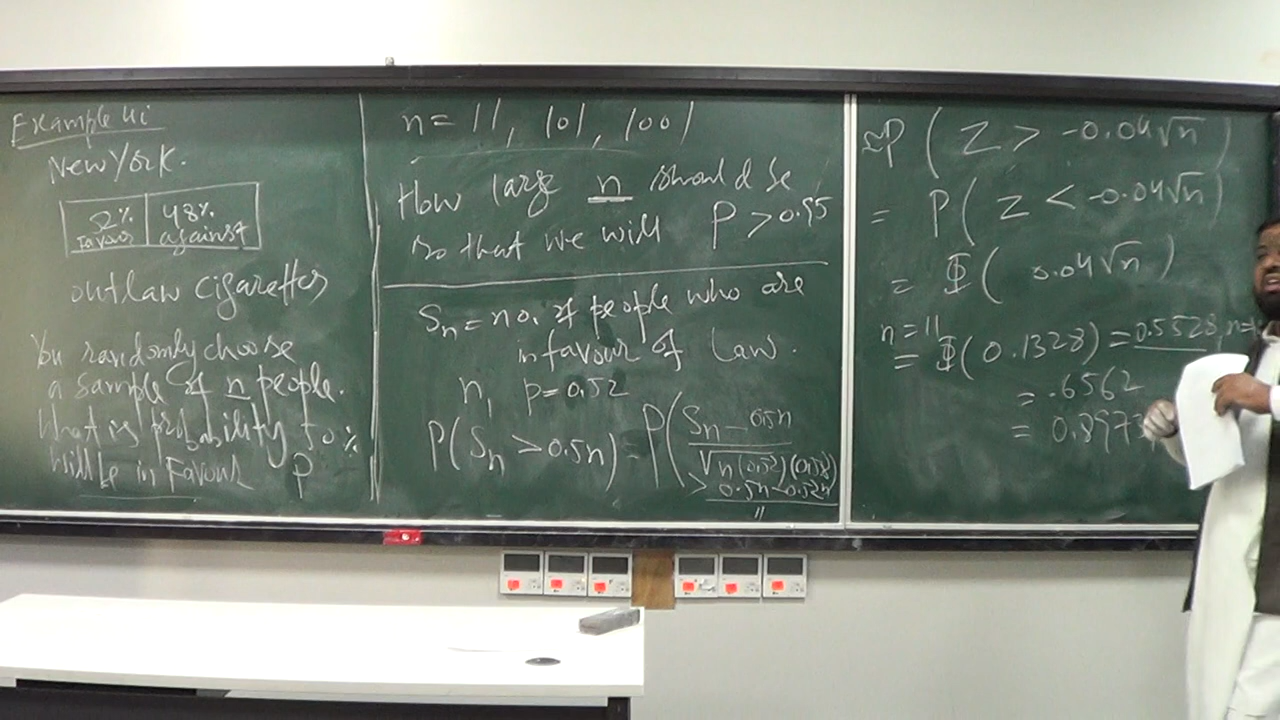 Example 4i
New York.
52% 48%
Favour against
outlaw cigarettes
You randomly choose
a sample of n people.
What is probability 50%
will be in Favour P
n = 11, 101, 1001
How large n should be
so that we will P > 0.95
Sn = no. of people who are
in favour of Law.
n, p = 0.52
P(Sn > 0.5n) = P(Sn - 0.5n
√n(0.52)(0.58)
> 0.5n - 0.52n
"
≈P (Z > -0.04√n)
= P(Z < -0.04√n)
= Φ(0.04√n)
n = 11
= Φ(0.1328) = 0.5528, n=
= .6562
= 0.8973